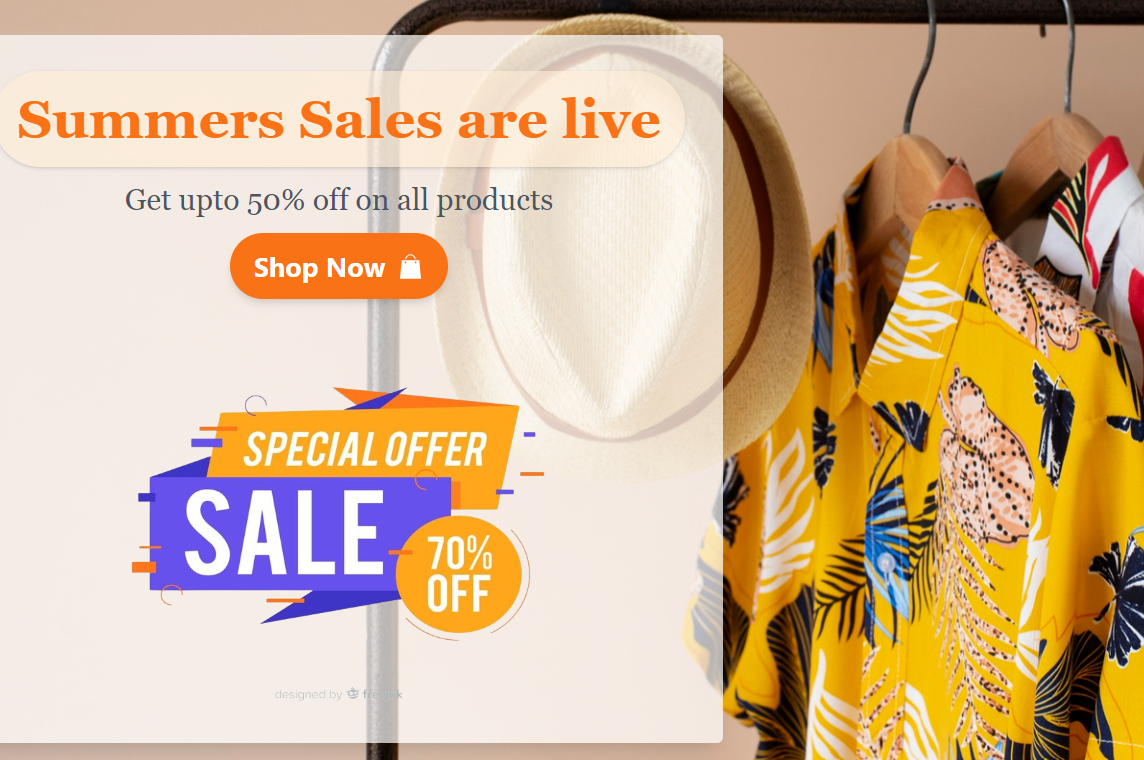 Summers Sales are live
Get upto 50% off on all products
Shop Now
SPECIAL OFFER
SALE
70%
OFF
designed by freepik